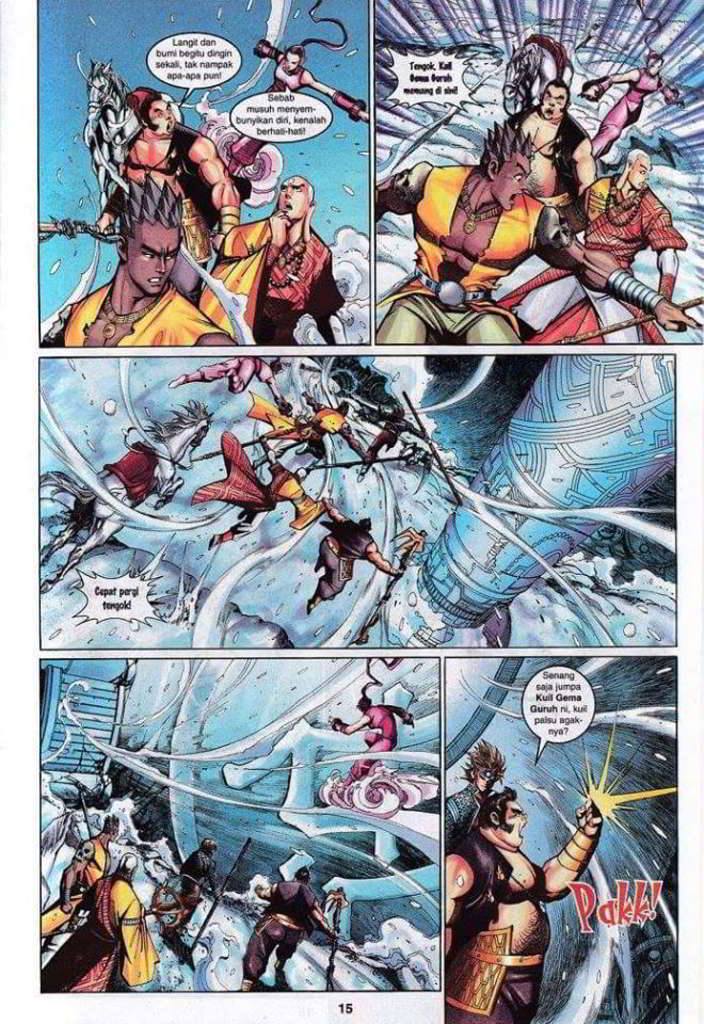 Langit dan
bumi begitu dingin
sekali, tak nampak
apa-apa pun!
Sebab
musuh menyem-
bunyikan diri, kenalah
berhati-hati!
Tengok, Kuil
Gema Guruh
memang di sini!
Cepat pergi
tengok!
Senang
saja jumpa
Kuil Gema
Guruh ni, kuil
palsu agak-
nya?
Pakk!
15